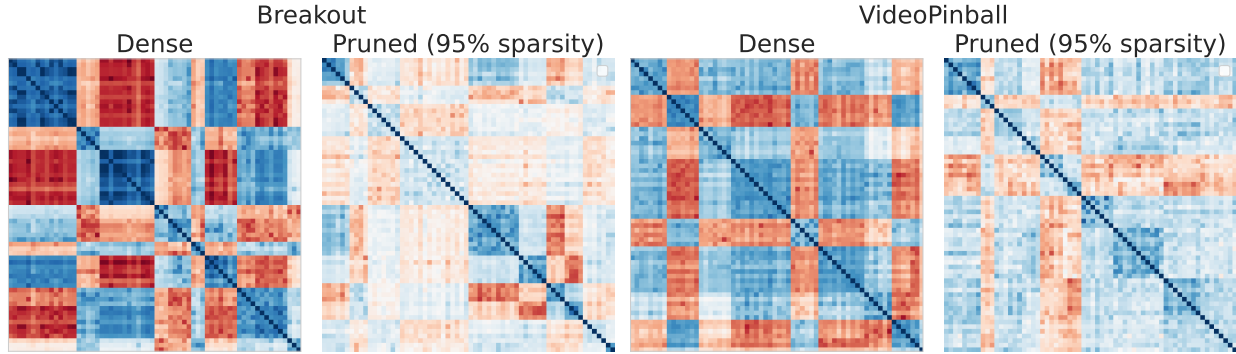 Breakout
VideoPinball
Dense
Pruned (95% sparsity)
Dense
Pruned (95% sparsity)